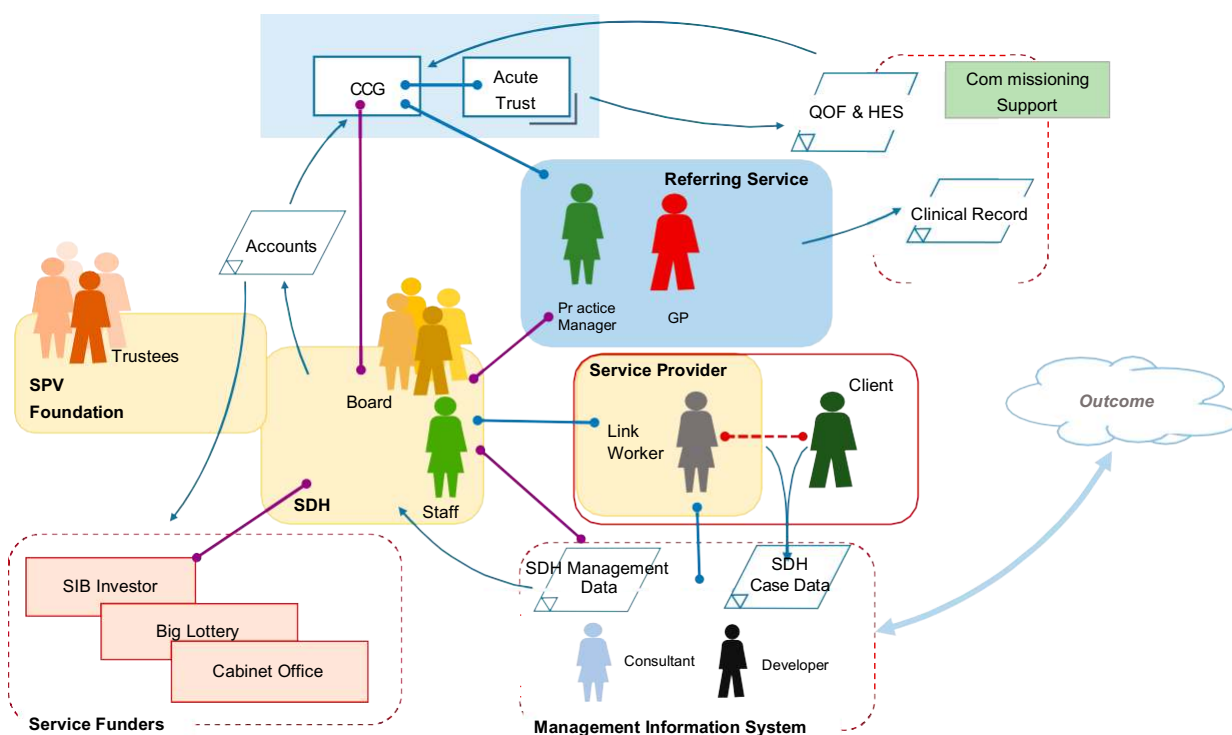 CCG
Acute
Trust
QOF & HES
Com missioning
Support
Referring Service
Clinical Record
Accounts
Pr actice
Manager
GP
Trustees
SPV
Foundation
Board
Service Provider
Client
Link
Worker
Outcome
SDH
Staff
SDH Management
Data
SDH
Case Data
SIB Investor
Big Lottery
Cabinet Office
Consultant
Developer
Service Funders
Management Information System